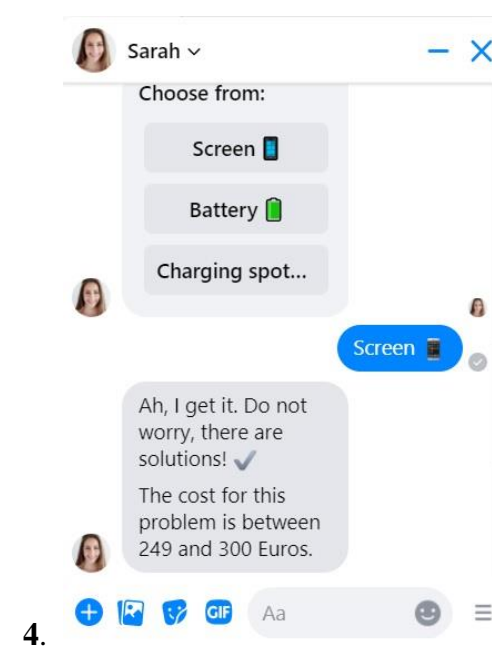 Sarah
Choose from:
Screen
Battery
Charging spot...
Screen
Ah, I get it. Do not
worry, there are
solutions! ✔
The cost for this
problem is between
249 and 300 Euros.
GIF Aa
4.